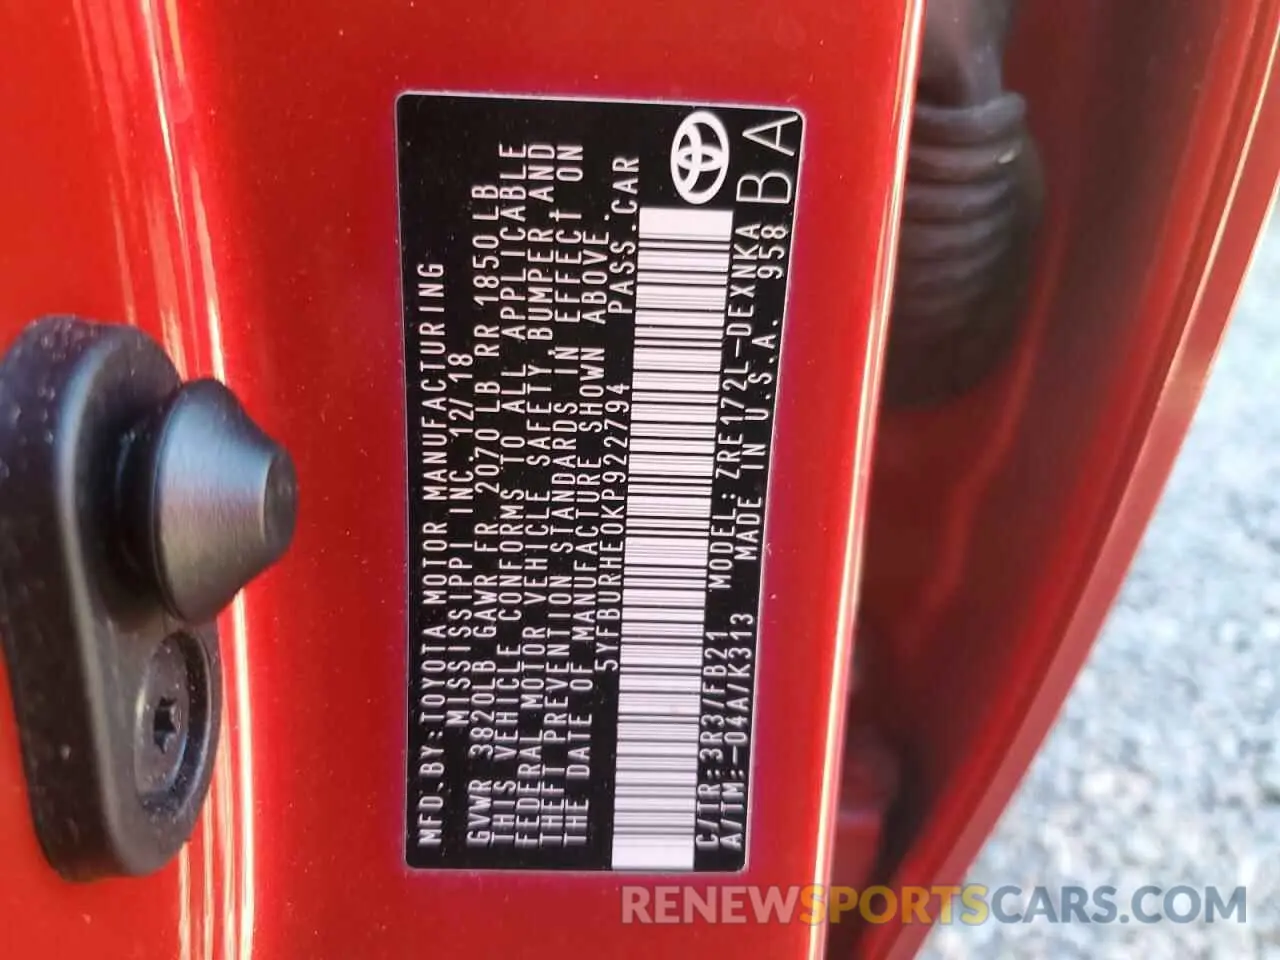 MFD.BY:TOYOTA MOTOR MANUFACTURING
MISSISSIPPI INC. 12/18
GVWR 3820LB GAWR FR 2070 LB RR 1850 LB
THIS VEHICLE CONFORMS TO ALL APPLICABLE
FEDERAL MOTOR VEHICLE SAFETY, BUMPER, AND
THEFT PREVENTION STANDARDS IN EFFECT ON
THE DATE OF MANUFACTURE SHOWN ABOVE.
5YFBURHE0KP922794 PASS.CAR
C/TR:3R3/FB21 MODEL:ZRE172L-DEXNKA
A/TM:-04A/K313 MADE IN U.S.A. 958
BA
RENEWSPORTSCARS.COM